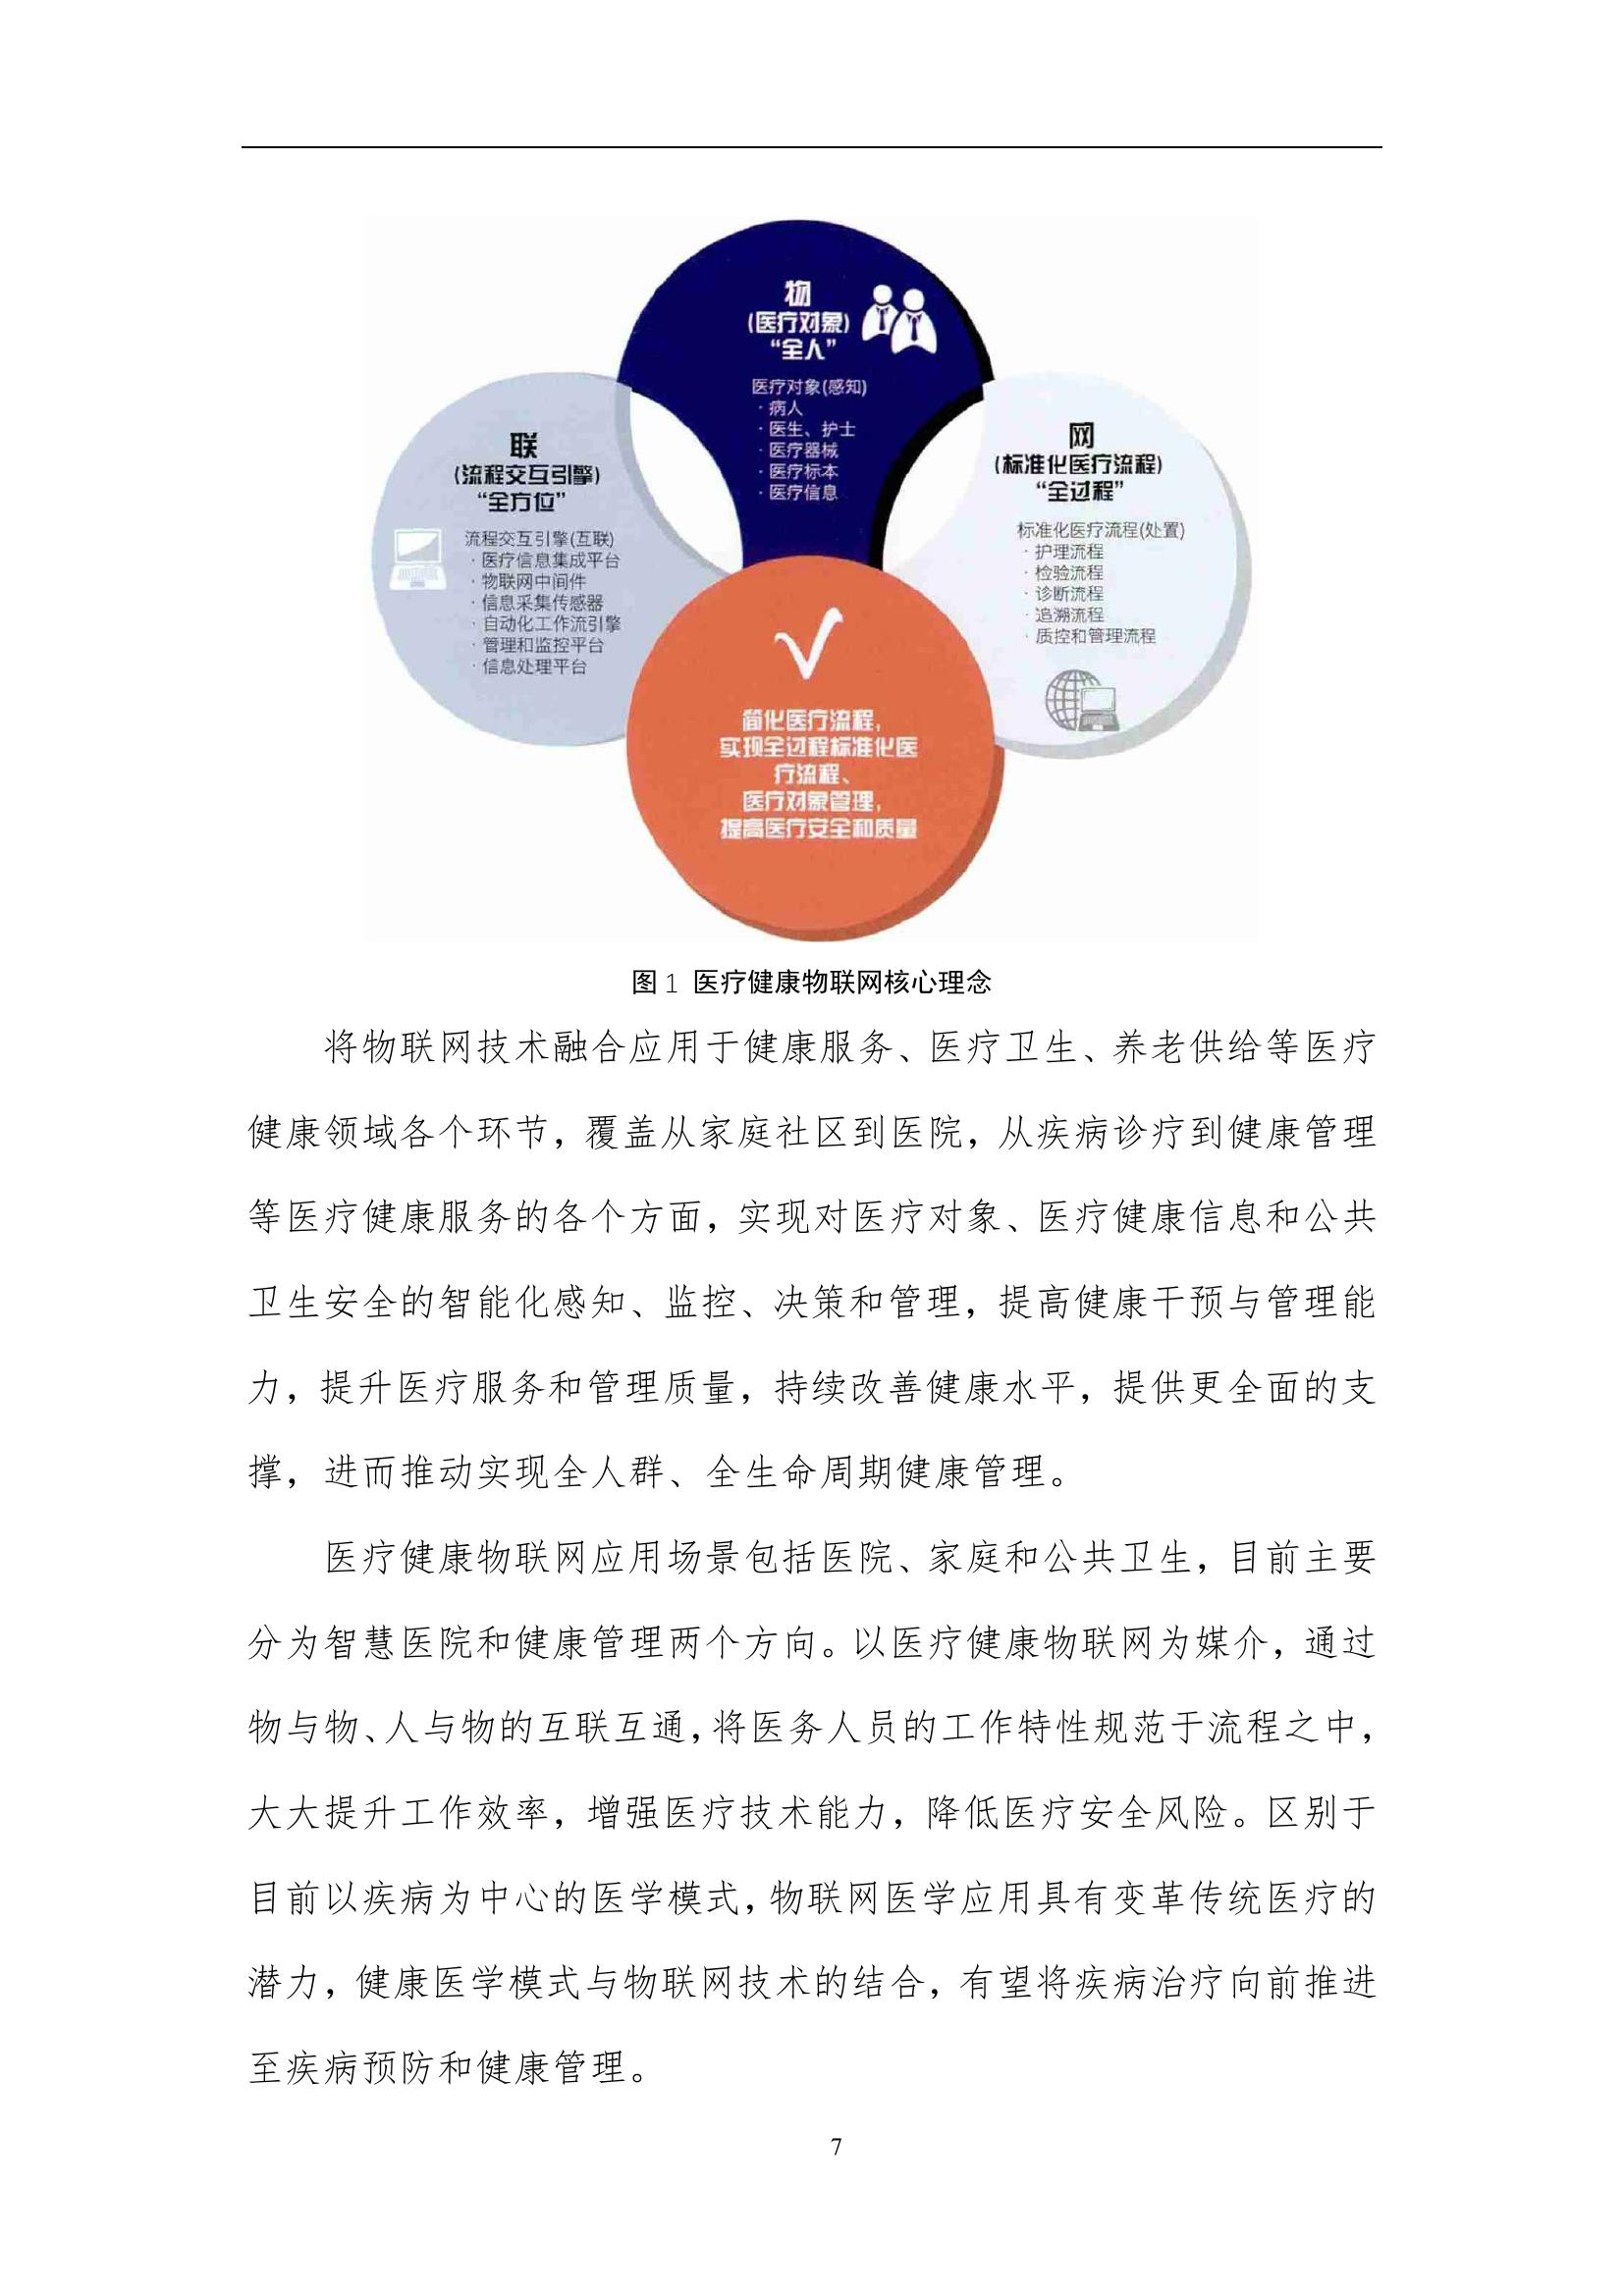 物
(医疗对象)
“全人”
医疗对象(感知)
· 病人
· 医生、护士
· 医疗器械
· 医疗标本
· 医疗信息
联
(流程交互引擎)
“全方位”
流程交互引擎(互联)
· 医疗信息集成平台
· 物联网中间件
· 信息采集传感器
· 自动化工作流引擎
· 管理和监控平台
· 信息处理平台
网
(标准化医疗流程)
“全过程”
标准化医疗流程(处置)
· 护理流程
· 检验流程
· 诊断流程
· 追溯流程
· 质控和管理流程
简化医疗流程,
实现全过程标准化医
疗流程、
医疗对象管理,
提高医疗安全和质量
图 1 医疗健康物联网核心理念
将物联网技术融合应用于健康服务、医疗卫生、养老供给等医疗
健康领域各个环节，覆盖从家庭社区到医院，从疾病诊疗到健康管理
等医疗健康服务的各个方面，实现对医疗对象、医疗健康信息和公共
卫生安全的智能化感知、监控、决策和管理，提高健康干预与管理能
力，提升医疗服务和管理质量，持续改善健康水平，提供更全面的支
撑，进而推动实现全人群、全生命周期健康管理。
医疗健康物联网应用场景包括医院、家庭和公共卫生，目前主要
分为智慧医院和健康管理两个方向。以医疗健康物联网为媒介，通过
物与物、人与物的互联互通，将医务人员的工作特性规范于流程之中，
大大提升工作效率，增强医疗技术能力，降低医疗安全风险。区别于
目前以疾病为中心的医学模式，物联网医学应用具有变革传统医疗的
潜力，健康医学模式与物联网技术的结合，有望将疾病治疗向前推进
至疾病预防和健康管理。
7